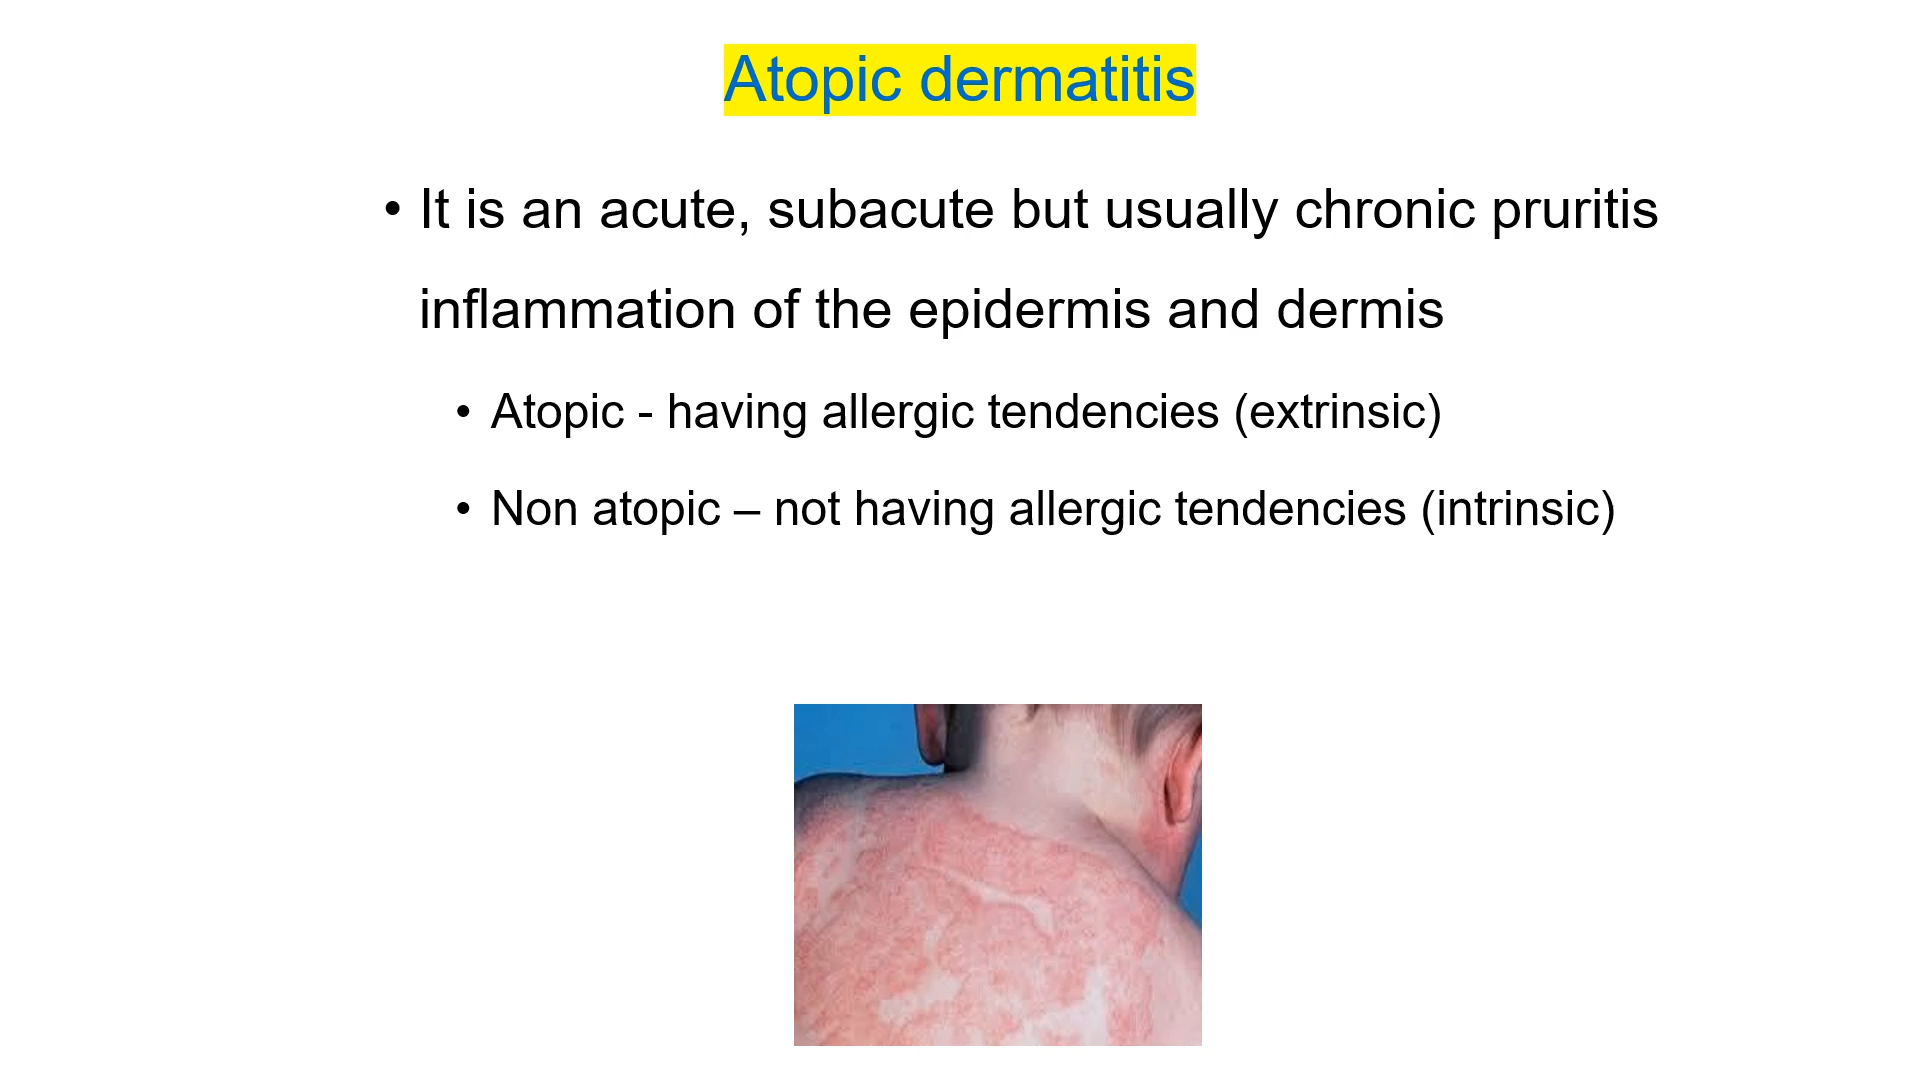 Atopic dermatitis
• It is an acute, subacute but usually chronic pruritis
inflammation of the epidermis and dermis
• Atopic - having allergic tendencies (extrinsic)
• Non atopic – not having allergic tendencies (intrinsic)